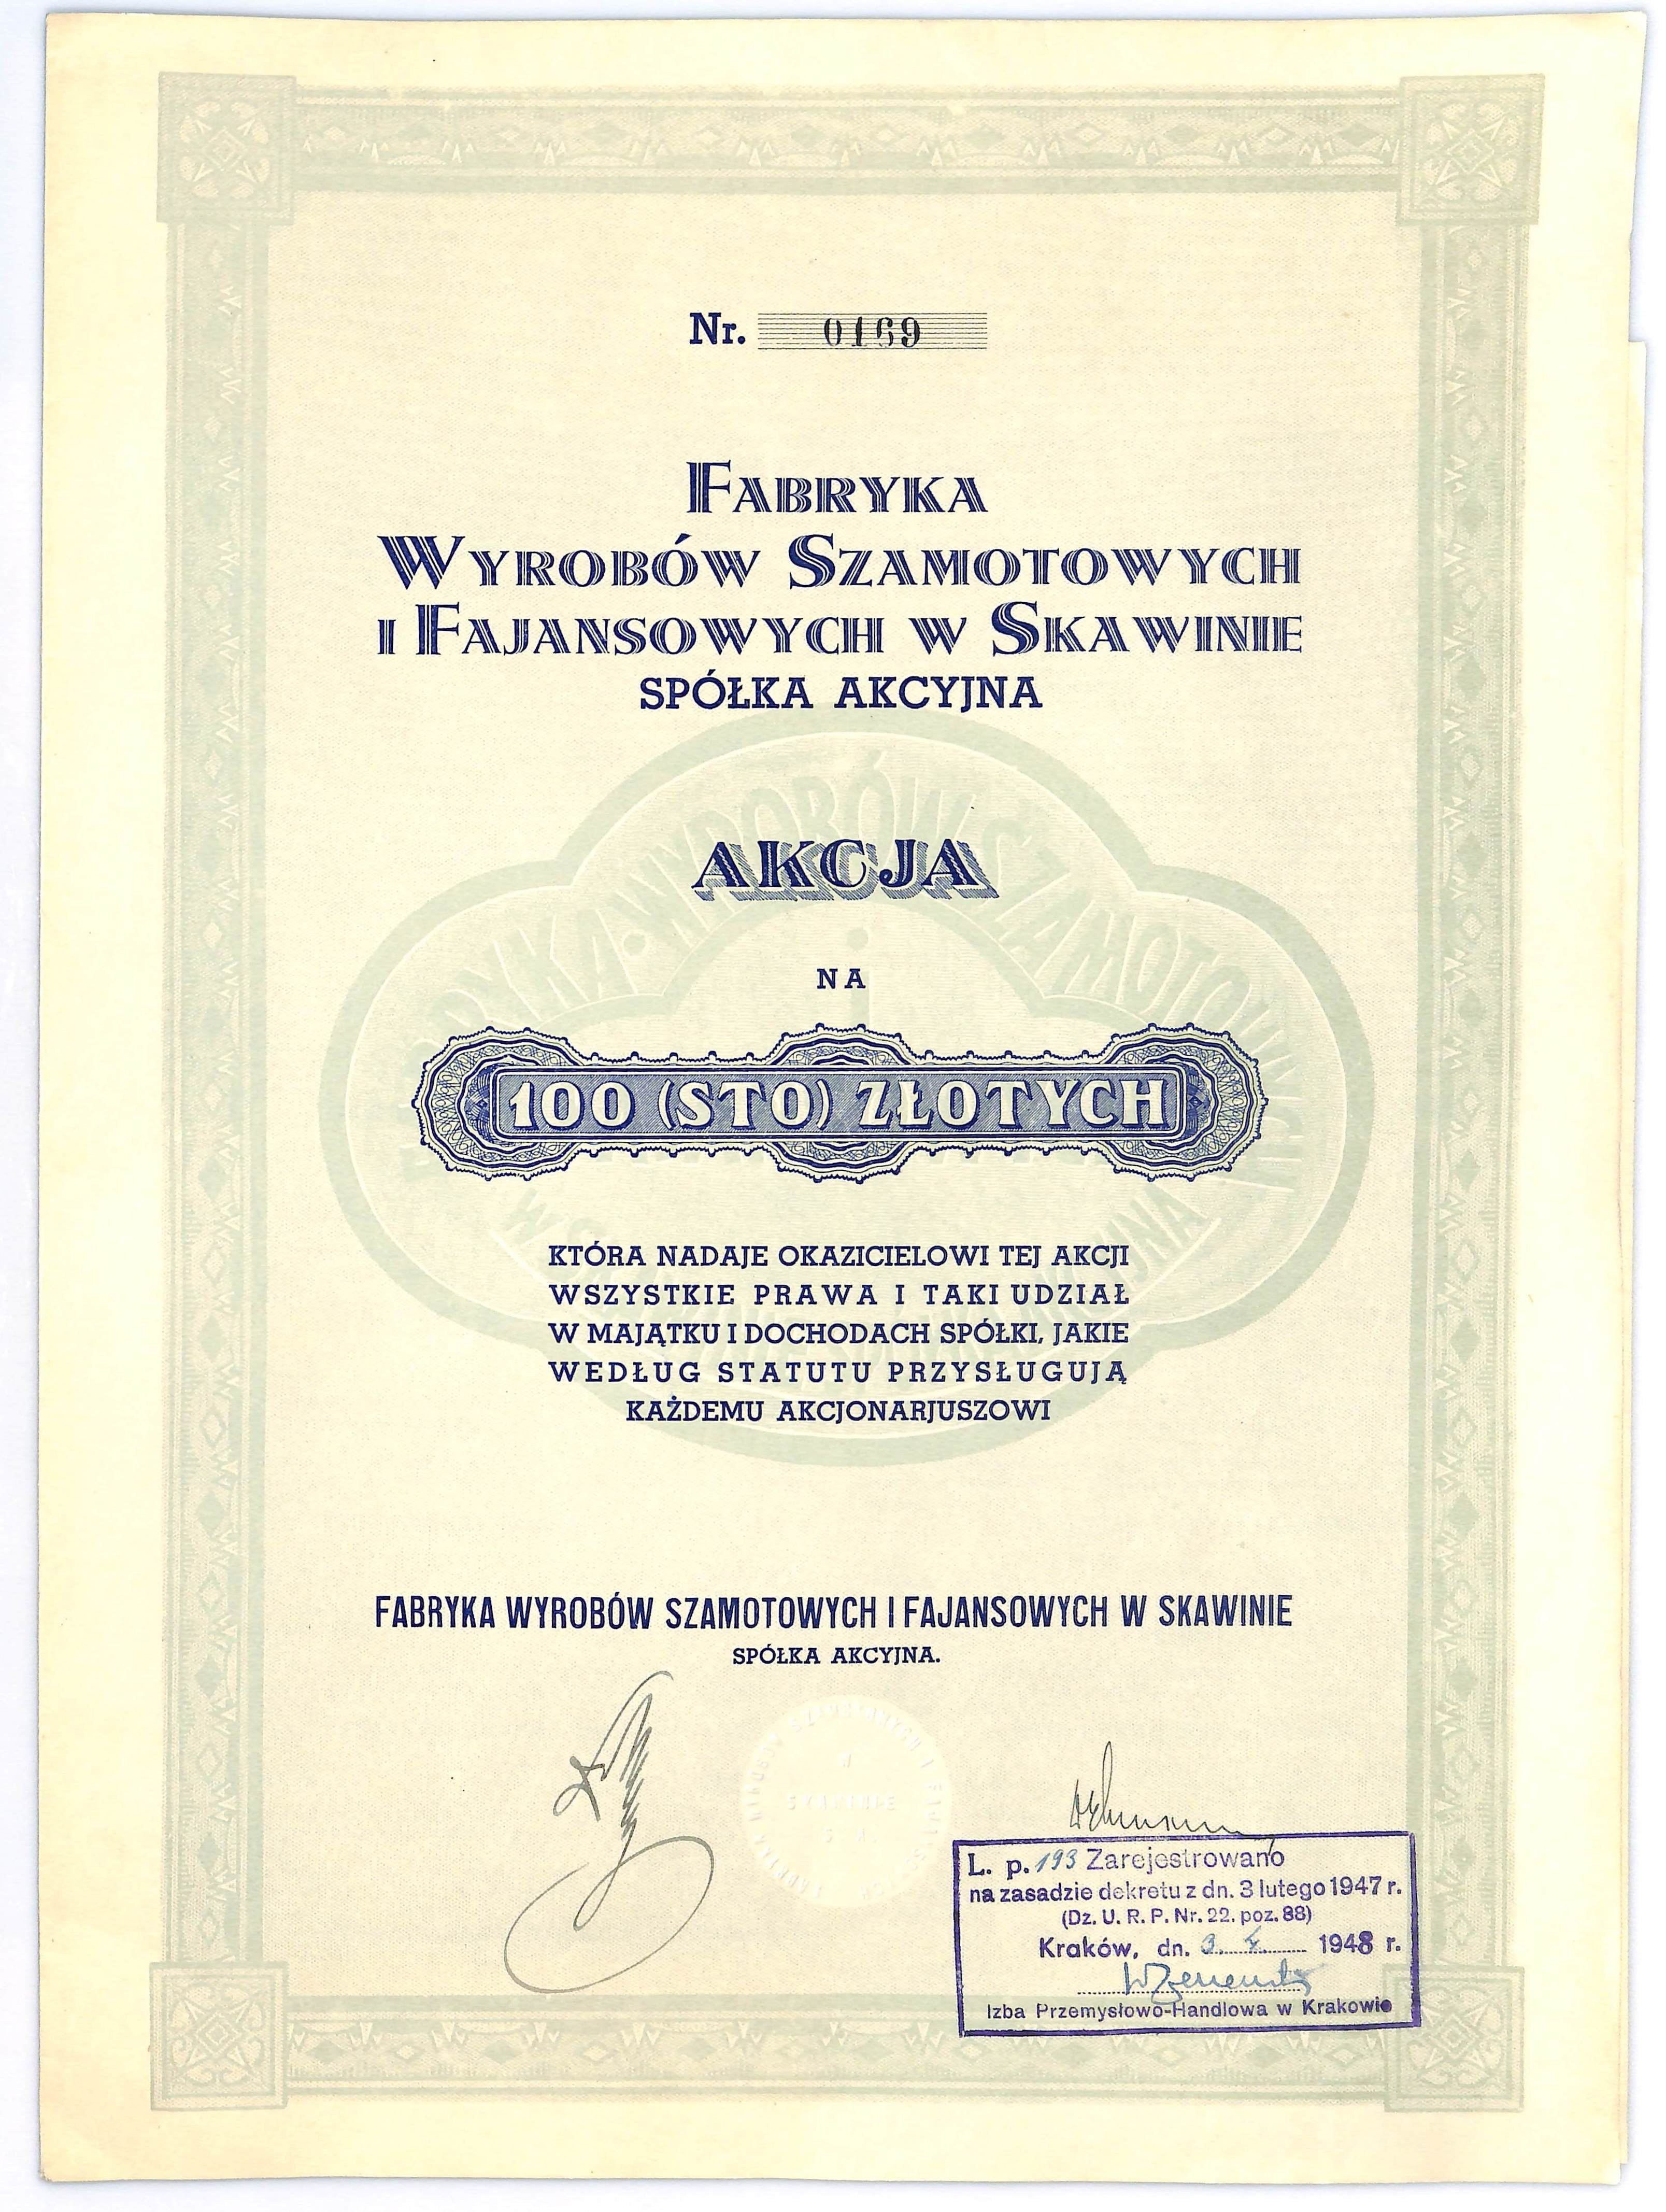 Nr. 0169
FABRYKA
WYROBÓW SZAMOTOWYCH
I FAJANSOWYCH W SKAWINIE
SPÓŁKA AKCYJNA
AKCJA
NA
100 (STO) ZŁOTYCH
KTÓRA NADAJE OKAZICIELOWI TEJ AKCJI
WSZYSTKIE PRAWA I TAKI UDZIAŁ
W MAJĄTKU I DOCHODACH SPÓŁKI, JAKIE
WEDŁUG STATUTU PRZYSŁUGUJĄ
KAŻDEMU AKCJONARJUSZOWI
FABRYKA WYROBÓW SZAMOTOWYCH I FAJANSOWYCH W SKAWINIE
SPÓŁKA AKCYJNA.
L. p. 193 Zarejestrowano
na zasadzie dekretu z dn. 3 lutego 1947 r.
(Dz. U. R. P. Nr. 22. poz. 88)
Kraków, dn. 3. 1948 r.
Izba Przemysłowo-Handlowa w Krakowie